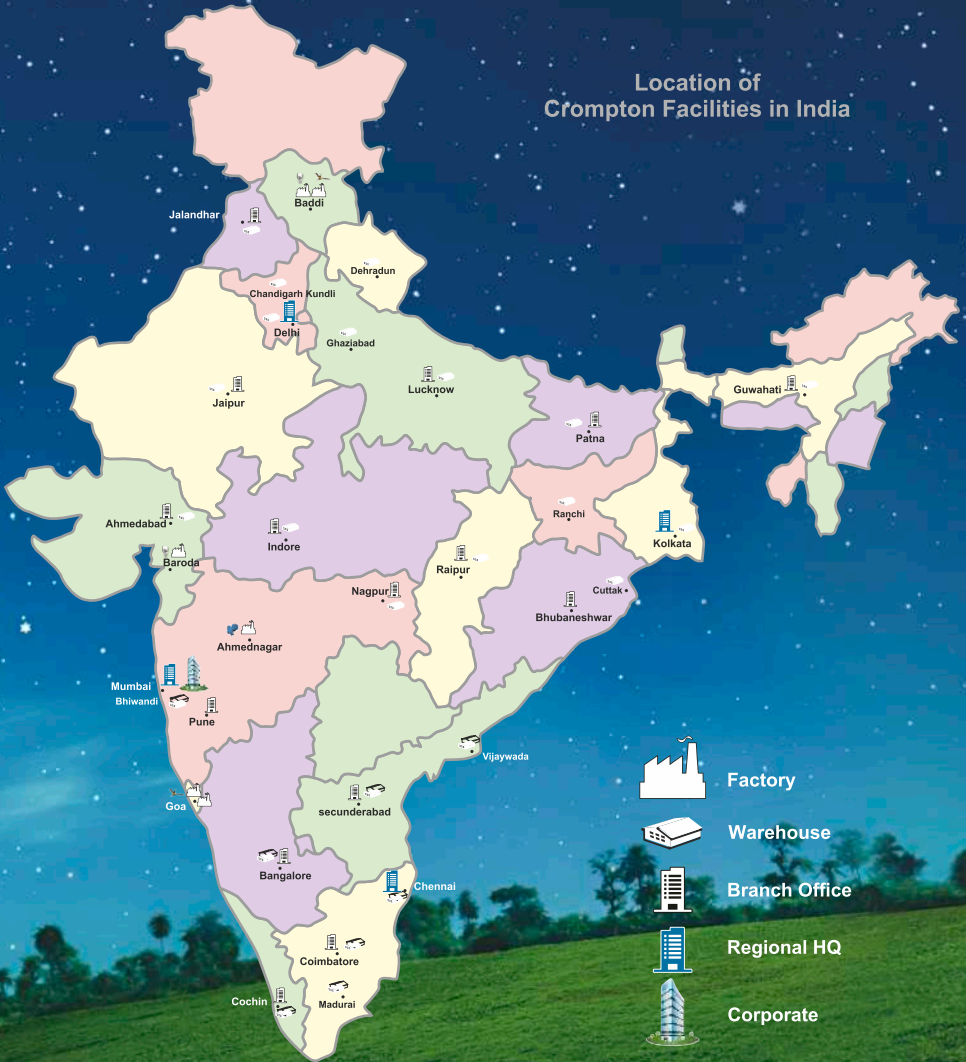 Location of
Crompton Facilities in India
Baddi
Jalandhar
Dehradun
Chandigarh Kundli
Delhi
Ghaziabad
Lucknow
Jaipur
Guwahati
Patna
Ranchi
Ahmedabad
Indore
Kolkata
Baroda
Raipur
Nagpur
Cuttak
Bhubaneshwar
Ahmednagar
Mumbai
Bhiwandi
Pune
Vijaywada
Goa
secunderabad
Bangalore
Chennai
Coimbatore
Cochin
Madurai
Factory
Warehouse
Branch Office
Regional HQ
Corporate